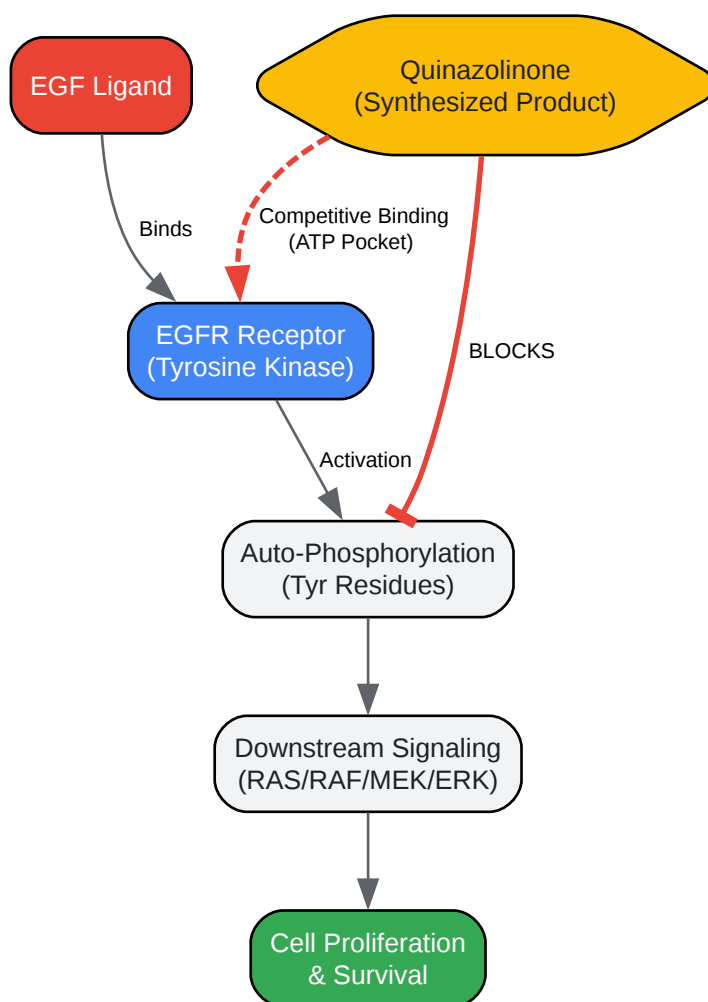 EGF Ligand
Quinazolinone
(Synthesized Product)
Binds
Competitive Binding
(ATP Pocket)
EGFR Receptor
(Tyrosine Kinase)
BLOCKS
Activation
Auto-Phosphorylation
(Tyr Residues)
Downstream Signaling
(RAS/RAF/MEK/ERK)
Cell Proliferation
& Survival